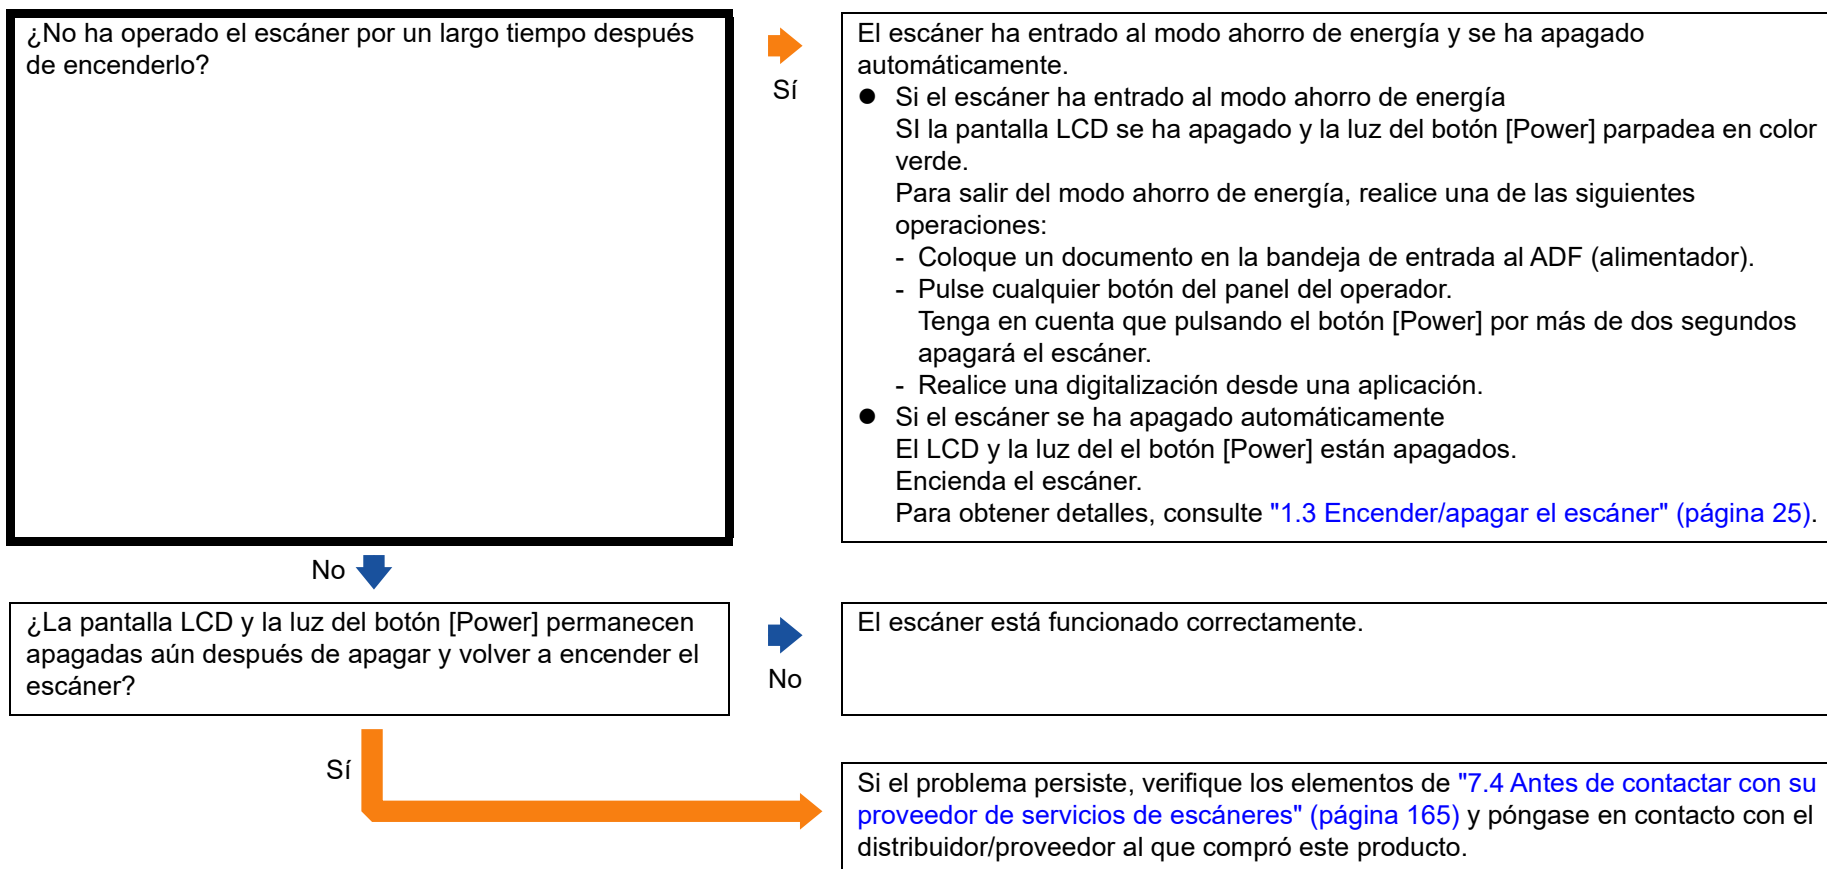 ¿No ha operado el escáner por un largo tiempo después
de encenderlo?
Sí
El escáner ha entrado al modo ahorro de energía y se ha apagado
automáticamente.
● Si el escáner ha entrado al modo ahorro de energía
SI la pantalla LCD se ha apagado y la luz del botón [Power] parpadea en color
verde.
Para salir del modo ahorro de energía, realice una de las siguientes
operaciones:
- Coloque un documento en la bandeja de entrada al ADF (alimentador).
- Pulse cualquier botón del panel del operador.
Tenga en cuenta que pulsando el botón [Power] por más de dos segundos
apagará el escáner.
- Realice una digitalización desde una aplicación.
● Si el escáner se ha apagado automáticamente
El LCD y la luz del el botón [Power] están apagados.
Encienda el escáner.
Para obtener detalles, consulte "1.3 Encender/apagar el escáner" (página 25).
No
¿La pantalla LCD y la luz del botón [Power] permanecen
apagadas aún después de apagar y volver a encender el
escáner?
No
El escáner está funcionado correctamente.
Sí
Si el problema persiste, verifique los elementos de "7.4 Antes de contactar con su
proveedor de servicios de escáneres" (página 165) y póngase en contacto con el
distribuidor/proveedor al que compró este producto.